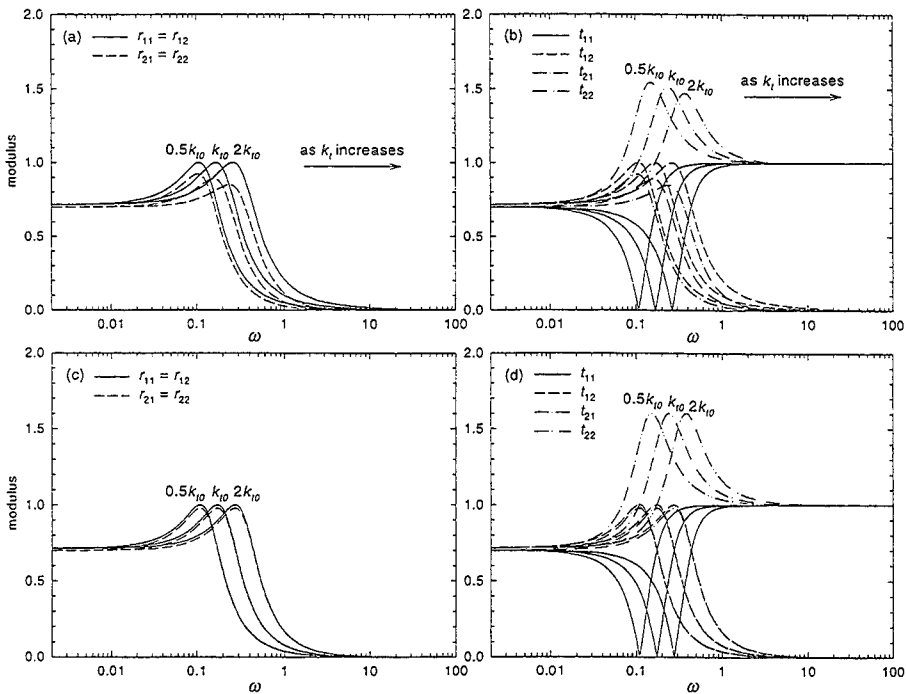 (a)
r11 = r12
r21 = r22
0.5kt0 kt0 2kt0
as kt increases
modulus
2.0
1.5
1.0
0.5
0.0
0.01 0.1 1 10 100
ω
(b)
t11
t12
t21
t22
0.5kt0 kt0 2kt0
as kt increases
2.0
1.5
1.0
0.5
0.0
0.01 0.1 1 10 100
ω
(c)
r11 = r12
r21 = r22
0.5kt0 kt0 2kt0
modulus
2.0
1.5
1.0
0.5
0.0
0.01 0.1 1 10 100
ω
(d)
t11
t12
t21
t22
0.5kt0 kt0 2kt0
2.0
1.5
1.0
0.5
0.0
0.01 0.1 1 10 100
ω